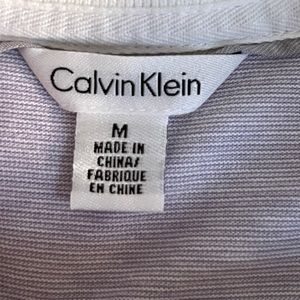 Calvin Klein
M
MADE IN
CHINA/
FABRIQUE
EN CHINE